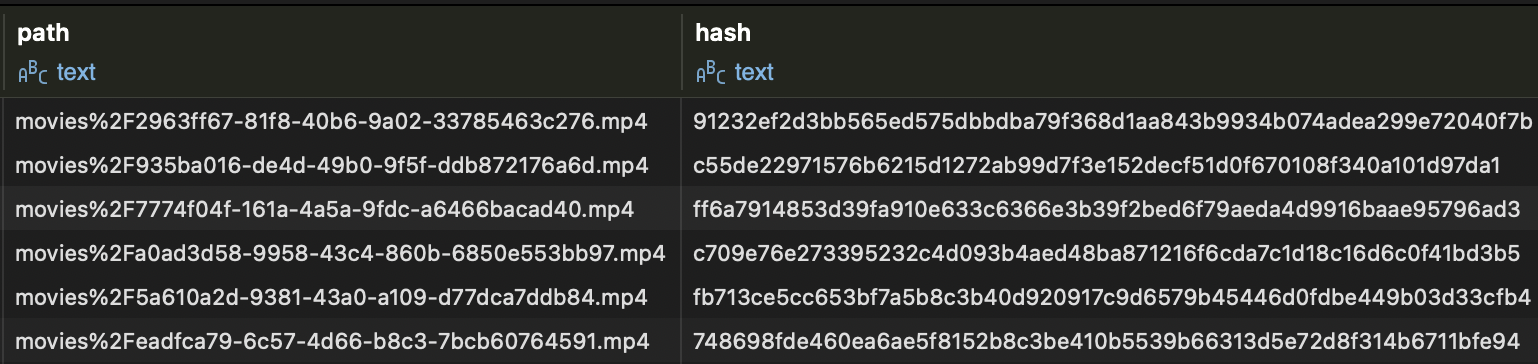 path hash
ABC text ABC text
movies%2F2963ff67-81f8-40b6-9a02-33785463c276.mp4 91232ef2d3bb565ed575dbbdba79f368d1aa843b9934b074adea299e72040f7b
movies%2F935ba016-de4d-49b0-9f5f-ddb872176a6d.mp4 c55de22971576b6215d1272ab99d7f3e152decf51d0f670108f340a101d97da1
movies%2F7774f04f-161a-4a5a-9fdc-a6466bacad40.mp4 ff6a7914853d39fa910e633c6366e3b39f2bed6f79aeda4d9916baae95796ad3
movies%2Fa0ad3d58-9958-43c4-860b-6850e553bb97.mp4 c709e76e273395232c4d093b4aed48ba871216f6cda7c1d18c16d6c0f41bd3b5
movies%2F5a610a2d-9381-43a0-a109-d77dca7ddb84.mp4 fb713ce5cc653bf7a5b8c3b40d920917c9d6579b45446d0fdbe449b03d33cfb4
movies%2Feadfca79-6c57-4d66-b8c3-7bcb60764591.mp4 748698fde460ea6ae5f8152b8c3be410b5539b66313d5e72d8f314b6711bfe94